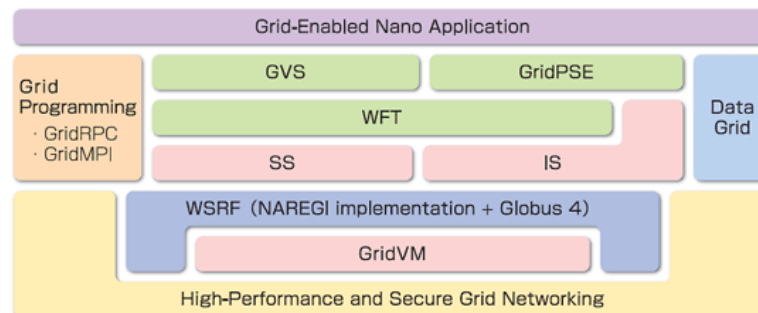 Grid-Enabled Nano Application
Grid
Programming
· GridRPC
· GridMPI
GVS
GridPSE
WFT
SS
IS
Data
Grid
WSRF (NAREGI implementation + Globus 4)
GridVM
High-Performance and Secure Grid Networking